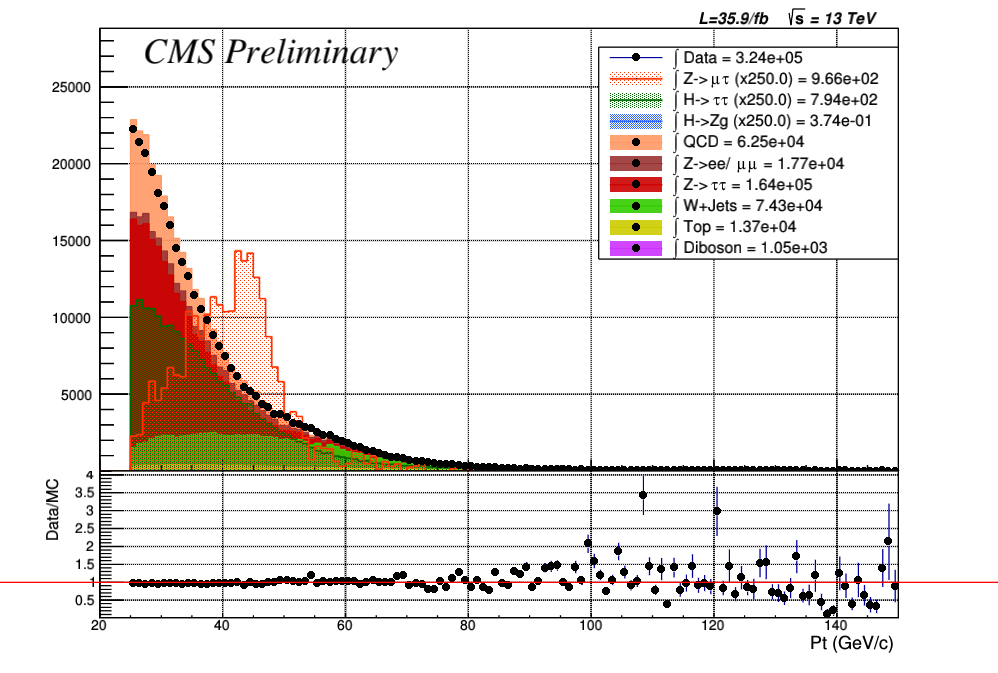 L=35.9/fb √s = 13 TeV
CMS Preliminary
∫ Data = 3.24e+05
∫ Z->μτ (x250.0) = 9.66e+02
∫ H->ττ (x250.0) = 7.94e+02
∫ H->Zg (x250.0) = 3.74e-01
∫ QCD = 6.25e+04
∫ Z->ee/ μμ = 1.77e+04
∫ Z->ττ = 1.64e+05
∫ W+Jets = 7.43e+04
∫ Top = 1.37e+04
∫ Diboson = 1.05e+03
25000
20000
15000
10000
5000
Data/MC
4
3.5
3
2.5
2
1.5
1
0.5
20 40 60 80 100 120 140
Pt (GeV/c)